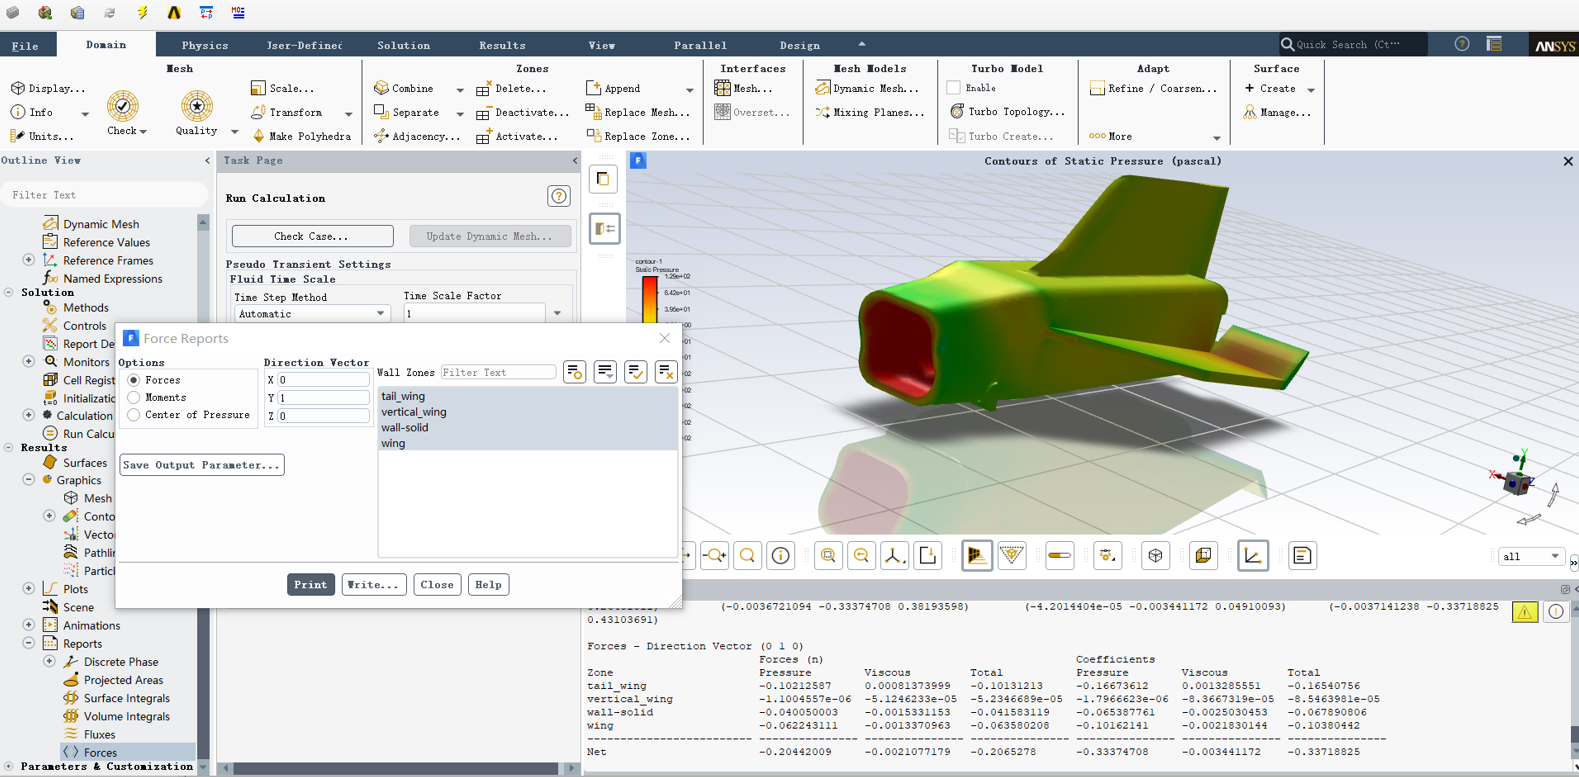 File Domain Physics User-Defined Solution Results View Parallel Design Quick Search (Ct··· ANSYS
Mesh Zones Interfaces Mesh Models Turbo Model Adapt Surface
Display... Scale... Combine Delete... Append Mesh... Dynamic Mesh... Enable Refine / Coarsen... Create
Info Transform Separate Deactivate... Replace Mesh... Overset... Mixing Planes... Turbo Topology... Manage...
Units... Check Quality Make Polyhedra Adjacency... Activate... Replace Zone... Turbo Create... More
Outline View
Filter Text
Dynamic Mesh
Reference Values
Reference Frames
Named Expressions
Solution
Methods
Controls
Report De
Monitors
Cell Regist
Initializatio
Calculation
Run Calcu
Results
Surfaces
Graphics
Mesh
Conto
Vector
Pathlin
Particl
Plots
Scene
Animations
Reports
Discrete Phase
Projected Areas
Surface Integrals
Volume Integrals
Fluxes
Forces
Parameters & Customization
Task Page
Run Calculation
Check Case...
Update Dynamic Mesh...
Pseudo Transient Settings
Fluid Time Scale
Time Step Method Time Scale Factor
Automatic 1
Force Reports
Options
Forces
Moments
Center of Pressure
Direction Vector
X 0
Y 1
Z 0
Wall Zones Filter Text
tail_wing
vertical_wing
wall-solid
wing
Save Output Parameter...
Print Write... Close Help
Contours of Static Pressure (pascal)
contour-1
Static Pressure
1.29e+02
6.42e+01
3.95e+01
all
(-0.0036721094 -0.33374708 0.38193598) (-4.2014404e-05 -0.003441172 0.04910093) (-0.0037141238 -0.33718825
0.43103691)
Forces - Direction Vector (0 1 0)
Forces (n) Coefficients
Zone Pressure Viscous Total Pressure Viscous Total
tail_wing -0.10212587 0.00081373999 -0.10131213 -0.16673612 0.0013285551 -0.16540756
vertical_wing -1.1004557e-06 -5.1246233e-05 -5.2346689e-05 -1.7966623e-06 -8.3667319e-05 -8.5463981e-05
wall-solid -0.040050003 -0.0015331153 -0.041583119 -0.065387761 -0.0025030453 -0.067890806
wing -0.062243111 -0.0013370963 -0.063580208 -0.10162141 -0.0021830144 -0.10380442
Net -0.20442009 -0.0021077179 -0.2065278 -0.33374708 -0.003441172 -0.33718825